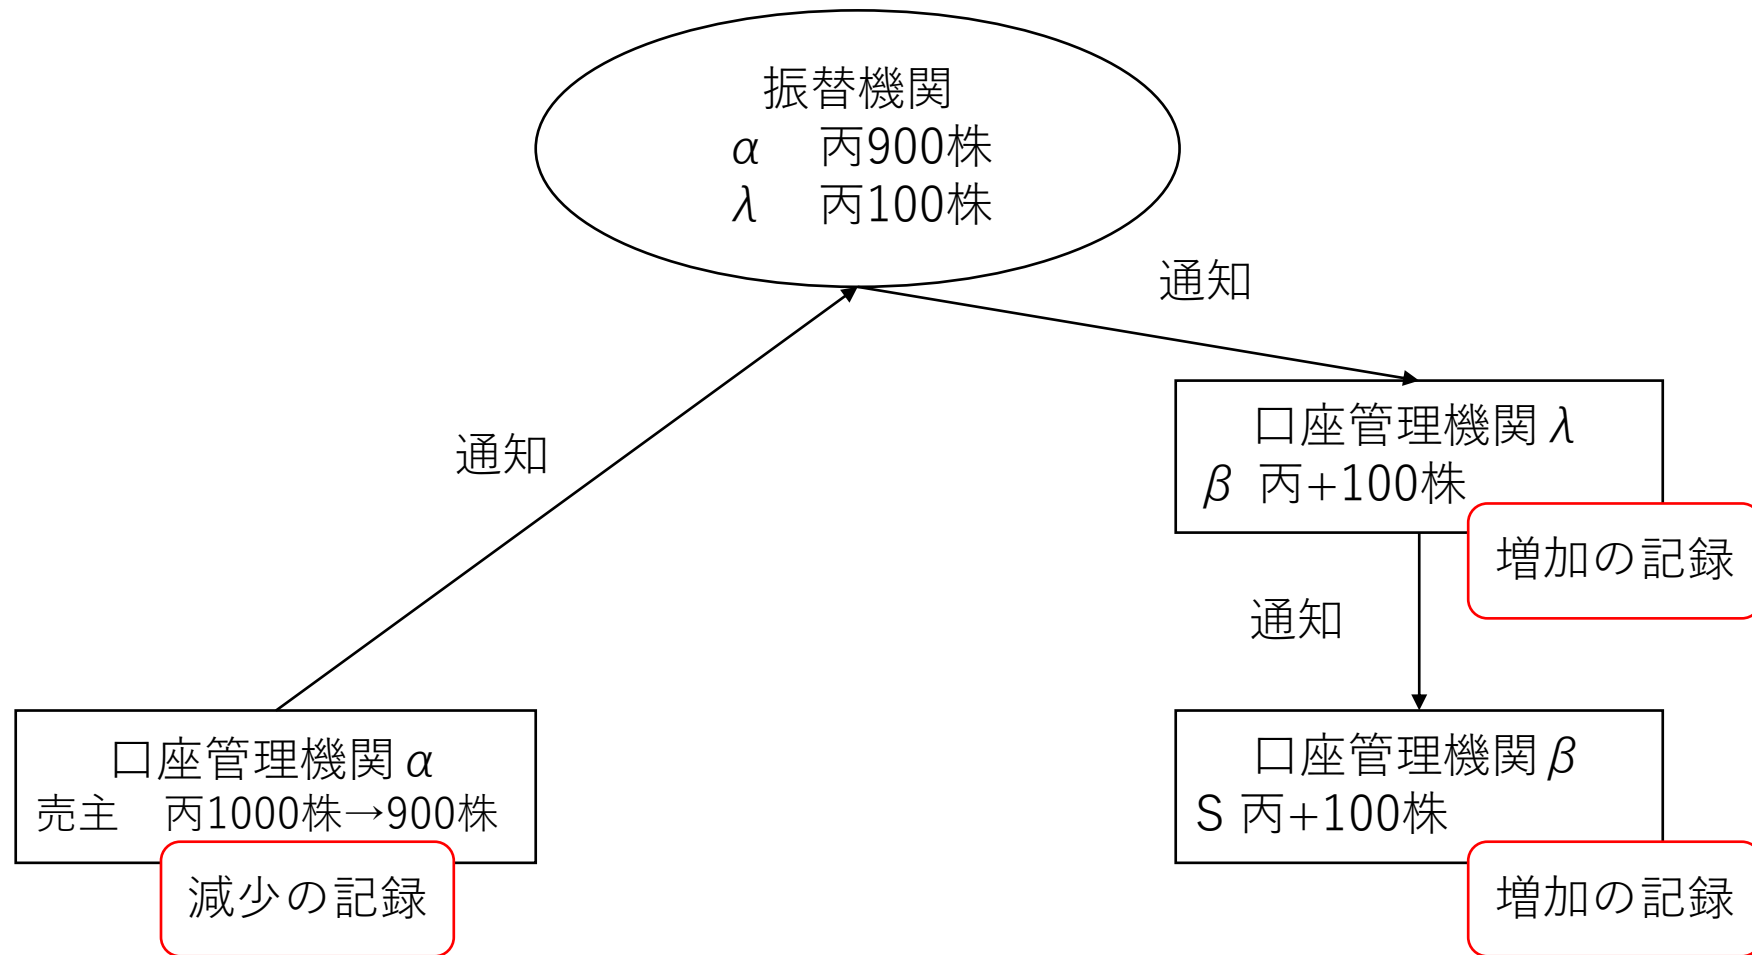 振替機関
α 丙900株
λ 丙100株
通知
通知
口座管理機関 λ
β 丙+100株
増加の記録
通知
口座管理機関 α
売主 丙1000株→900株
減少の記録
口座管理機関 β
S 丙+100株
増加の記録